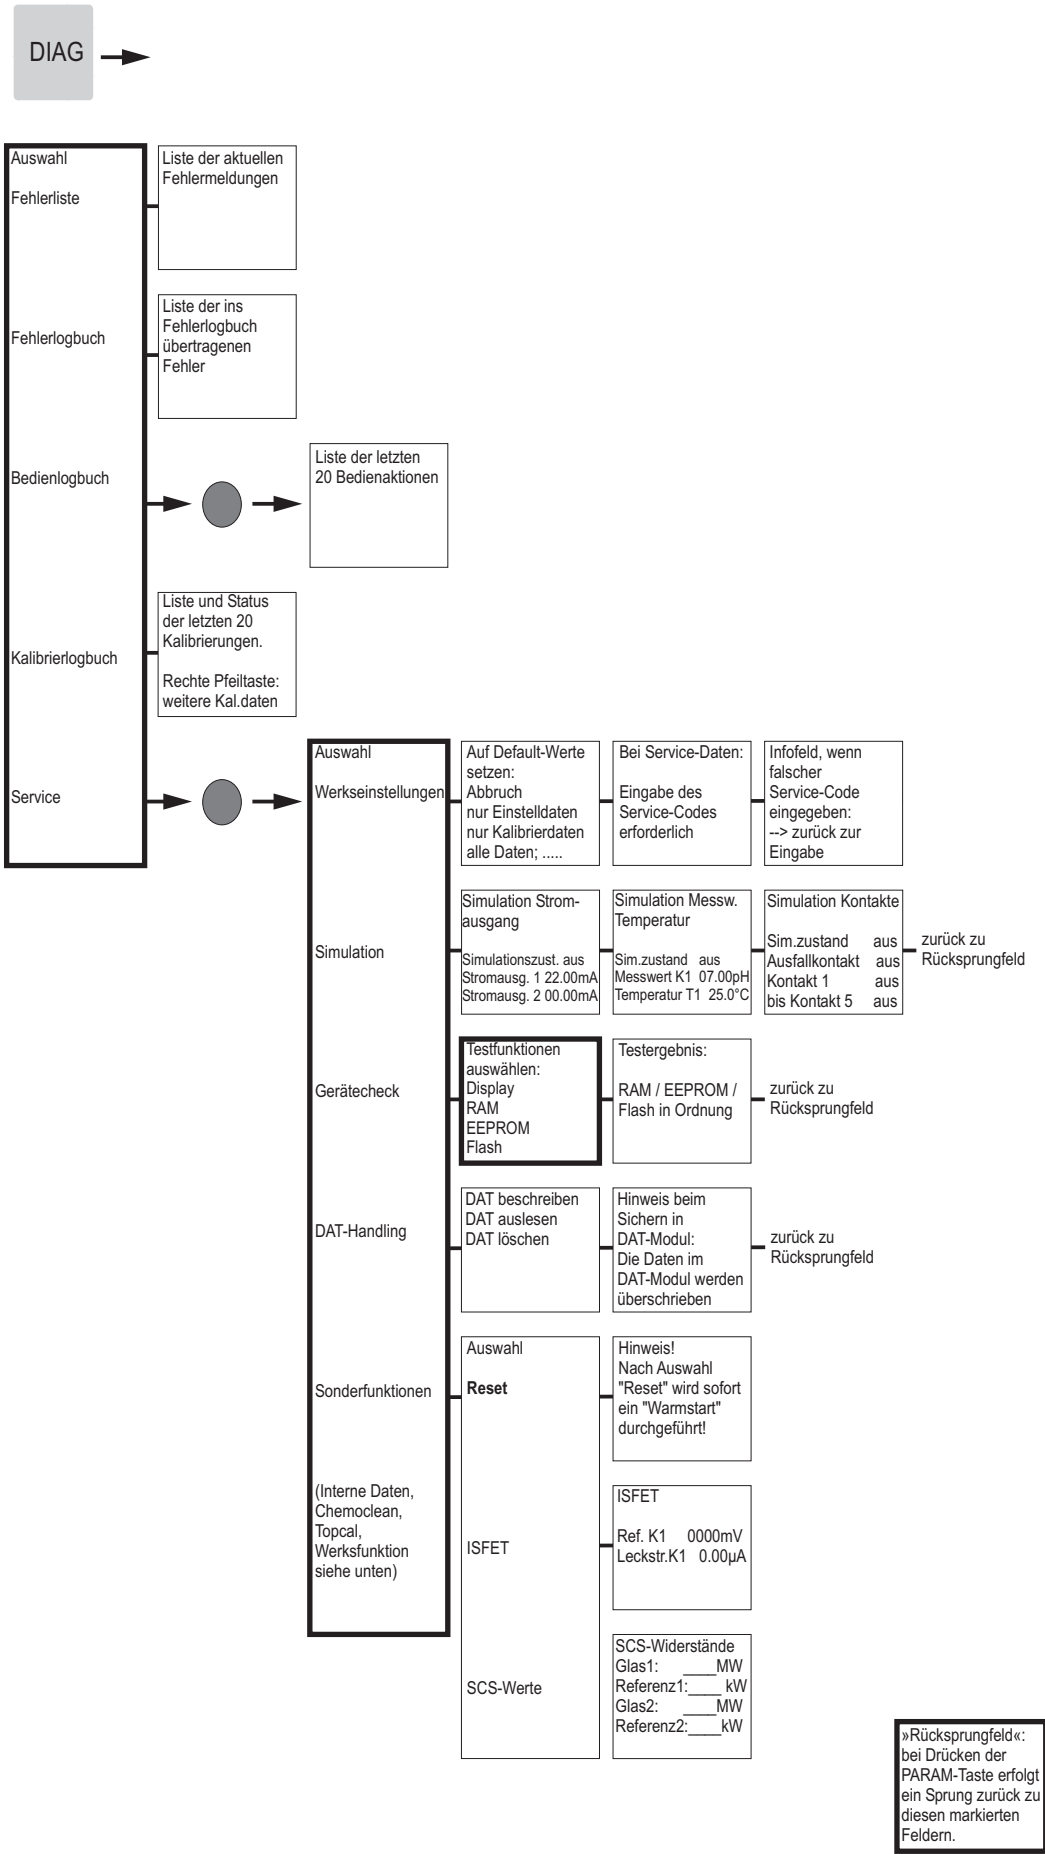 DIAG
Auswahl
Fehlerliste
Liste der aktuellen
Fehlermeldungen
Fehlerlogbuch
Liste der ins
Fehlerlogbuch
übertragenen
Fehler
Bedienlogbuch
Liste der letzten
20 Bedienaktionen
Kalibrierlogbuch
Liste und Status
der letzten 20
Kalibrierungen.
Rechte Pfeiltaste:
weitere Kal.daten
Service
Auswahl
Werkseinstellungen
Auf Default-Werte
setzen:
Abbruch
nur Einstelldaten
nur Kalibrierdaten
alle Daten; .....
Bei Service-Daten:
Eingabe des
Service-Codes
erforderlich
Infofeld, wenn
falscher
Service-Code
eingegeben:
--> zurück zur
Eingabe
Simulation
Simulation Strom-
ausgang
Simulationszust. aus
Stromausg. 1 22.00mA
Stromausg. 2 00.00mA
Simulation Messw.
Temperatur
Sim.zustand aus
Messwert K1 07.00pH
Temperatur T1 25.0°C
Simulation Kontakte
Sim.zustand aus
Ausfallkontakt aus
Kontakt 1 aus
bis Kontakt 5 aus
zurück zu
Rücksprungfeld
Gerätecheck
Testfunktionen
auswählen:
Display
RAM
EEPROM
Flash
Testergebnis:
RAM / EEPROM /
Flash in Ordnung
zurück zu
Rücksprungfeld
DAT-Handling
DAT beschreiben
DAT auslesen
DAT löschen
Hinweis beim
Sichern in
DAT-Modul:
Die Daten im
DAT-Modul werden
überschrieben
zurück zu
Rücksprungfeld
Sonderfunktionen
(Interne Daten,
Chemoclean,
Topcal,
Werksfunktion
siehe unten)
Auswahl
Reset
Hinweis!
Nach Auswahl
"Reset" wird sofort
ein "Warmstart"
durchgeführt!
ISFET
ISFET
Ref. K1 0000mV
Leckstr.K1 0.00µA
SCS-Werte
SCS-Widerstände
Glas1: ____MW
Referenz1:____ kW
Glas2: ____MW
Referenz2:____kW
»Rücksprungfeld«:
bei Drücken der
PARAM-Taste erfolgt
ein Sprung zurück zu
diesen markierten
Feldern.